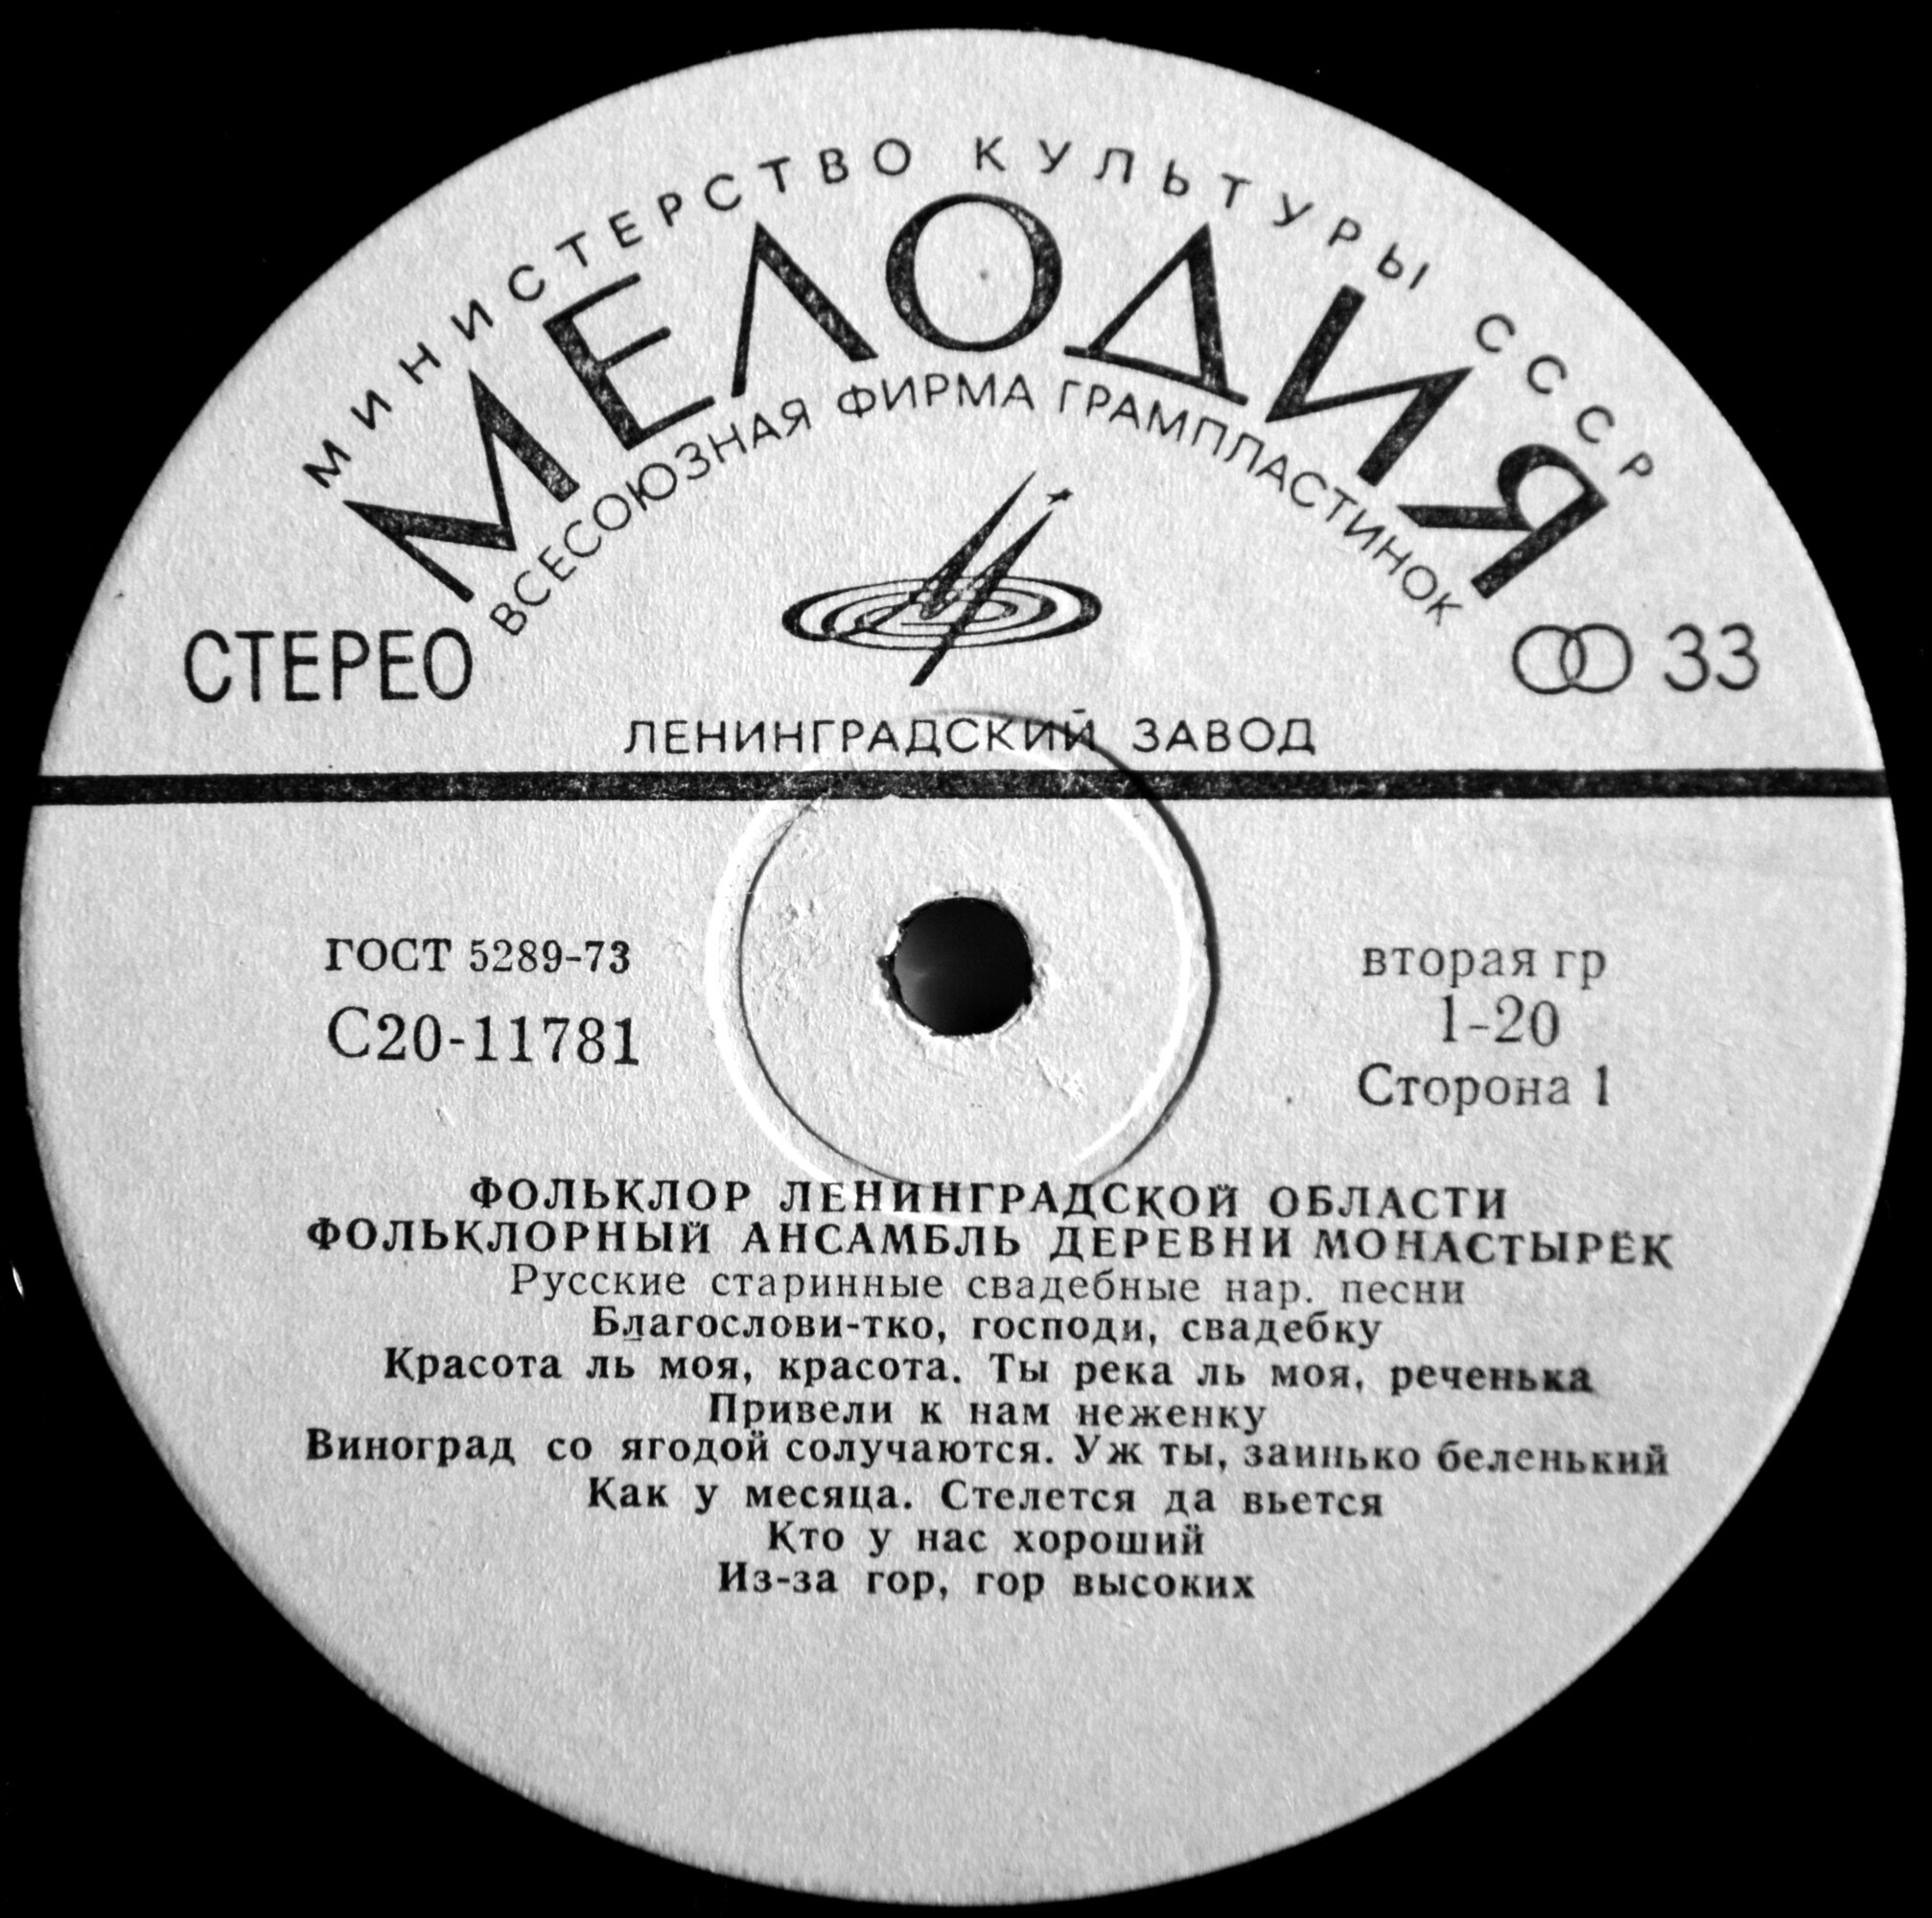 МИНИСТЕРСТВО КУЛЬТУРЫ СССР
МЕЛОДИЯ
ВСЕСОЮЗНАЯ ФИРМА ГРАМПЛАСТИНОК
СТЕРЕО
33
ЛЕНИНГРАДСКИЙ ЗАВОД
ГОСТ 5289-73
С20-11781
вторая гр
1-20
Сторона 1
ФОЛЬКЛОР ЛЕНИНГРАДСКОЙ ОБЛАСТИ
ФОЛЬКЛОРНЫЙ АНСАМБЛЬ ДЕРЕВНИ МОНАСТЫРЁК
Русские старинные свадебные нар. песни
Благослови-тко, господи, свадебку
Красота ль моя, красота. Ты река ль моя, реченька
Привели к нам неженку
Виноград со ягодой солучаются. Уж ты, заинько беленький
Как у месяца. Стелется да вьется
Кто у нас хороший
Из-за гор, гор высоких